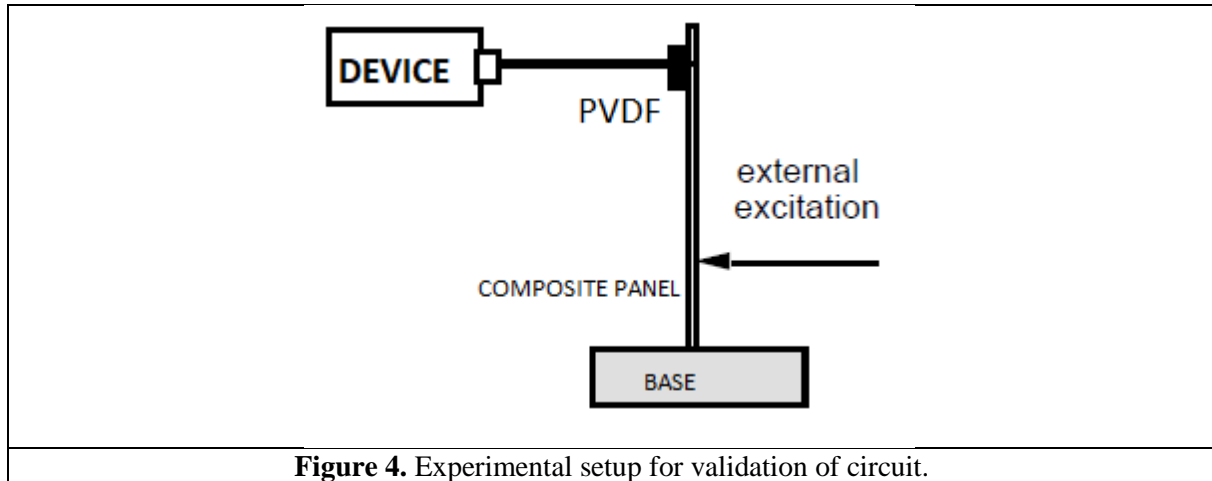 DEVICE
PVDF
external
excitation
COMPOSITE PANEL
BASE
Figure 4. Experimental setup for validation of circuit.